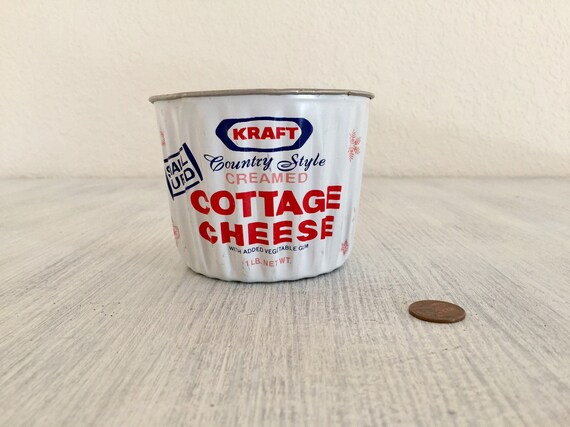 KRAFT
Country Style
CREAMED
COTTAGE
CHEESE
WITH ADDED VEGETABLE GUM
1 LB. NET WT.